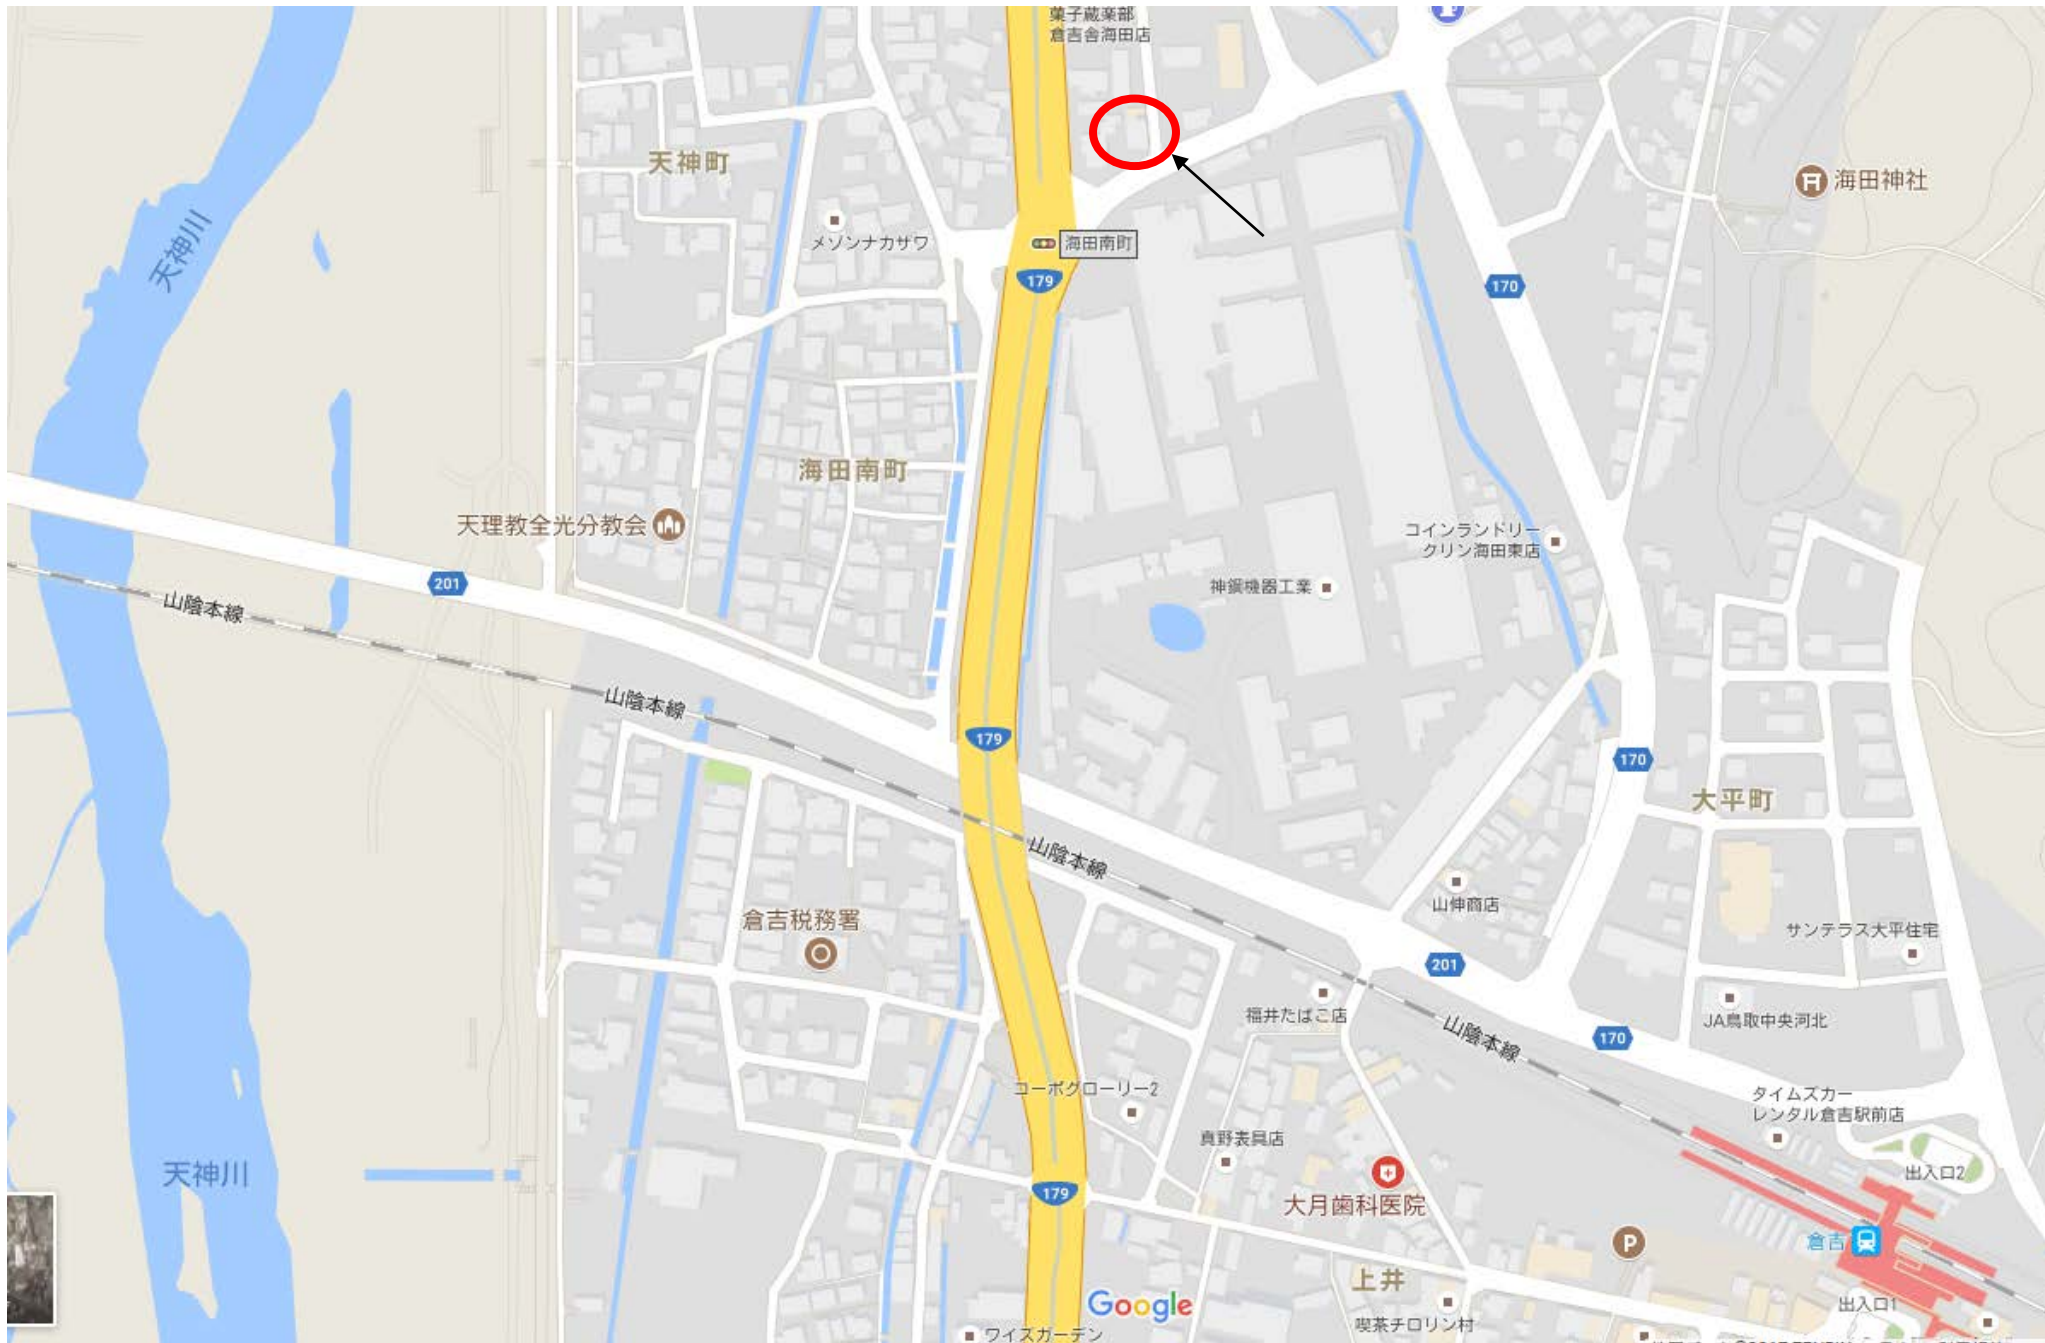 菓子蔵楽部
倉吉舎海田店
天神町
海田神社
天神川
メゾンナカザワ
海田南町
179
170
海田南町
天理教全光分教会
コインランドリー
クリン海田東店
201
神鋼機器工業
山陰本線
山陰本線
179
170
大平町
山陰本線
山伸商店
倉吉税務署
サンテラス大平住宅
201
福井たばこ店
JA鳥取中央河北
山陰本線
170
コーポグローリー2
タイムズカー
レンタル倉吉駅前店
真野表具店
天神川
出入口2
179
大月歯科医院
P
倉吉
上井
Google
出入口1
喫茶チロリン村
ワイズガーデン